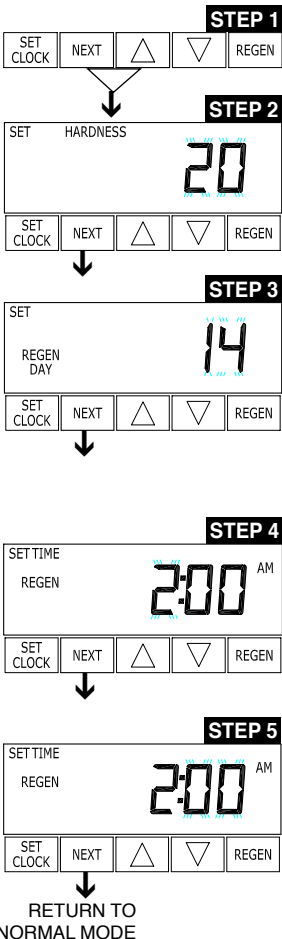 STEP 1
SET CLOCK NEXT REGEN
STEP 2
SET HARDNESS
20
SET CLOCK NEXT REGEN
STEP 3
SET
14
REGEN
DAY
SET CLOCK NEXT REGEN
STEP 4
SET TIME
REGEN 2:00 AM
SET CLOCK NEXT REGEN
STEP 5
SET TIME
REGEN 2:00 AM
SET CLOCK NEXT REGEN
RETURN TO
NORMAL MODE